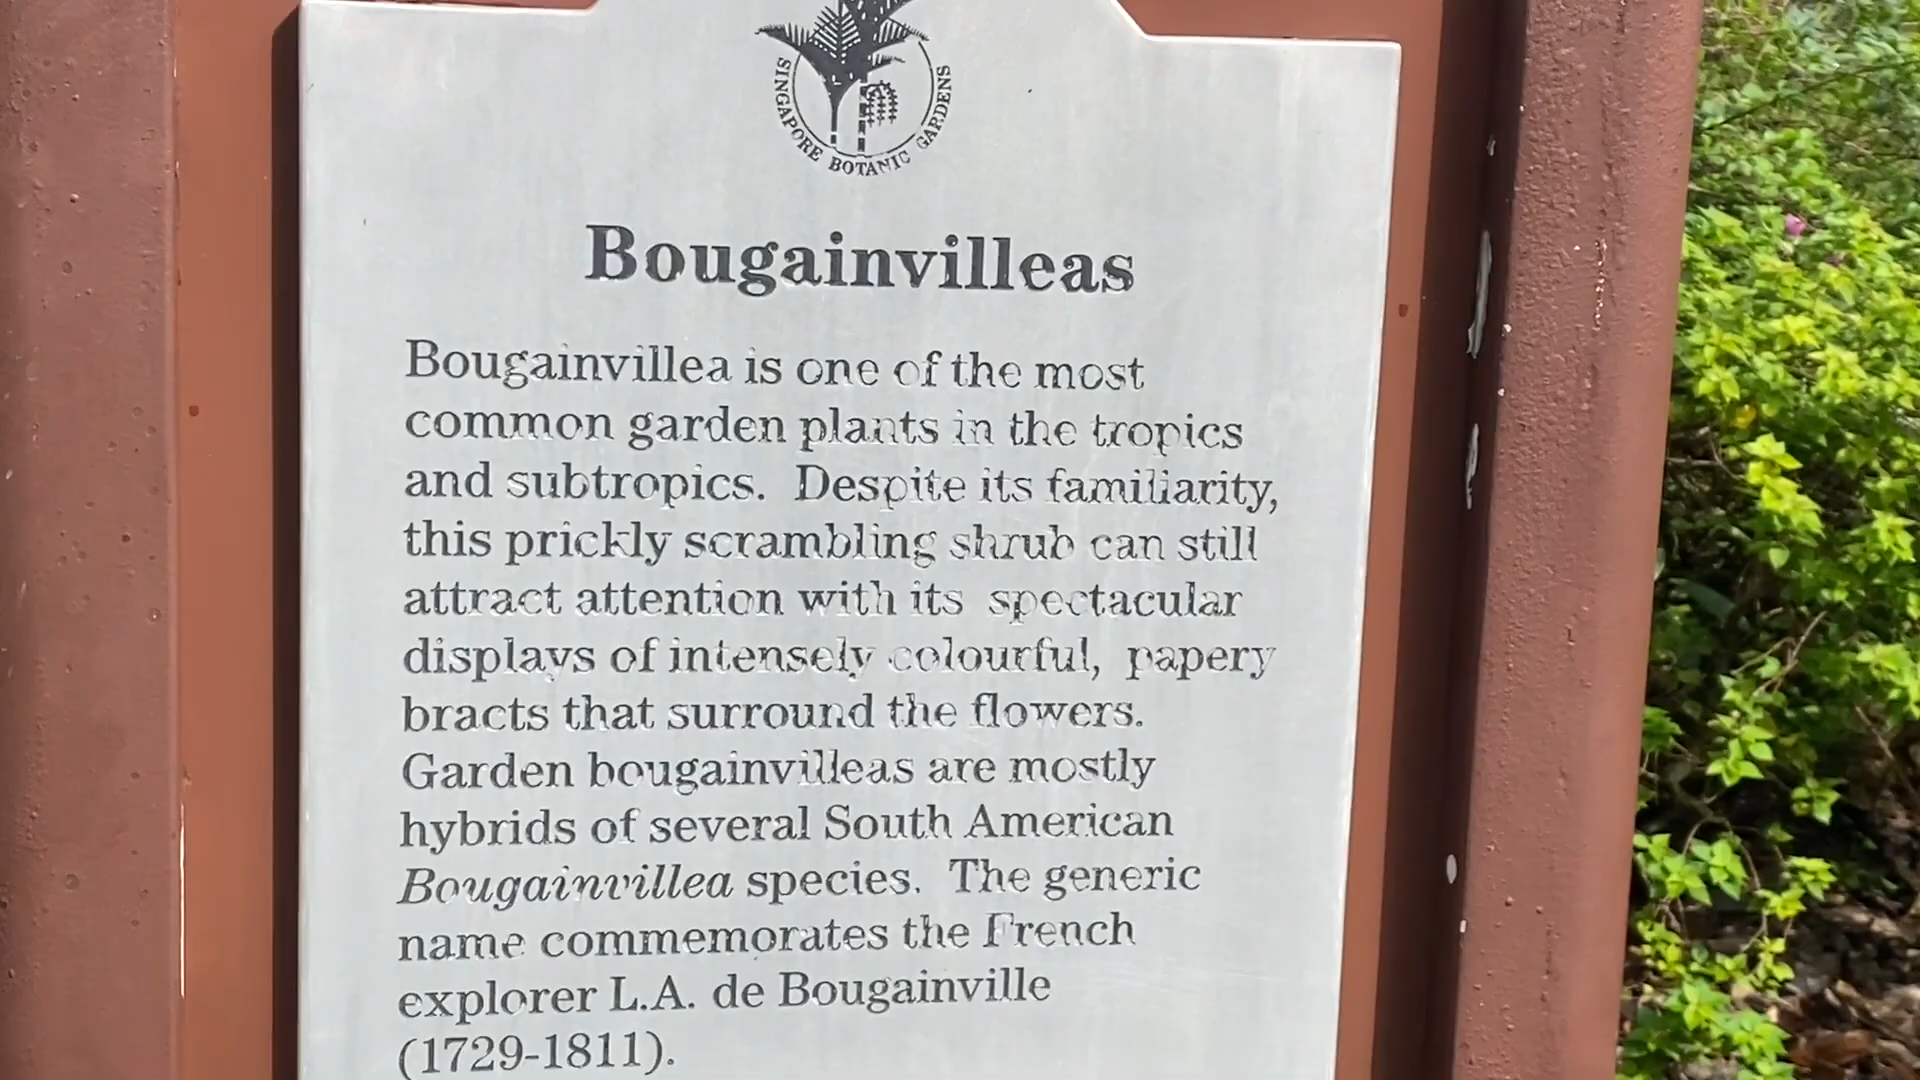 SINGAPORE BOTANIC GARDENS
Bougainvilleas
Bougainvillea is one of the most
common garden plants in the tropics
and subtropics. Despite its familiarity,
this prickly scrambling shrub can still
attract attention with its spectacular
displays of intensely colourful, papery
bracts that surround the flowers.
Garden bougainvilleas are mostly
hybrids of several South American
Bougainvillea species. The generic
name commemorates the French
explorer L.A. de Bougainville
(1729-1811).